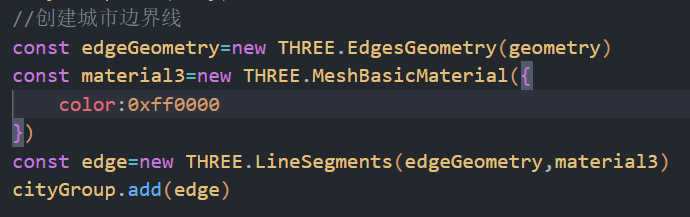 //创建城市边界线
const edgeGeometry=new THREE.EdgesGeometry(geometry)
const material3=new THREE.MeshBasicMaterial({
    color:0xff0000
})
const edge=new THREE.LineSegments(edgeGeometry,material3)
cityGroup.add(edge)